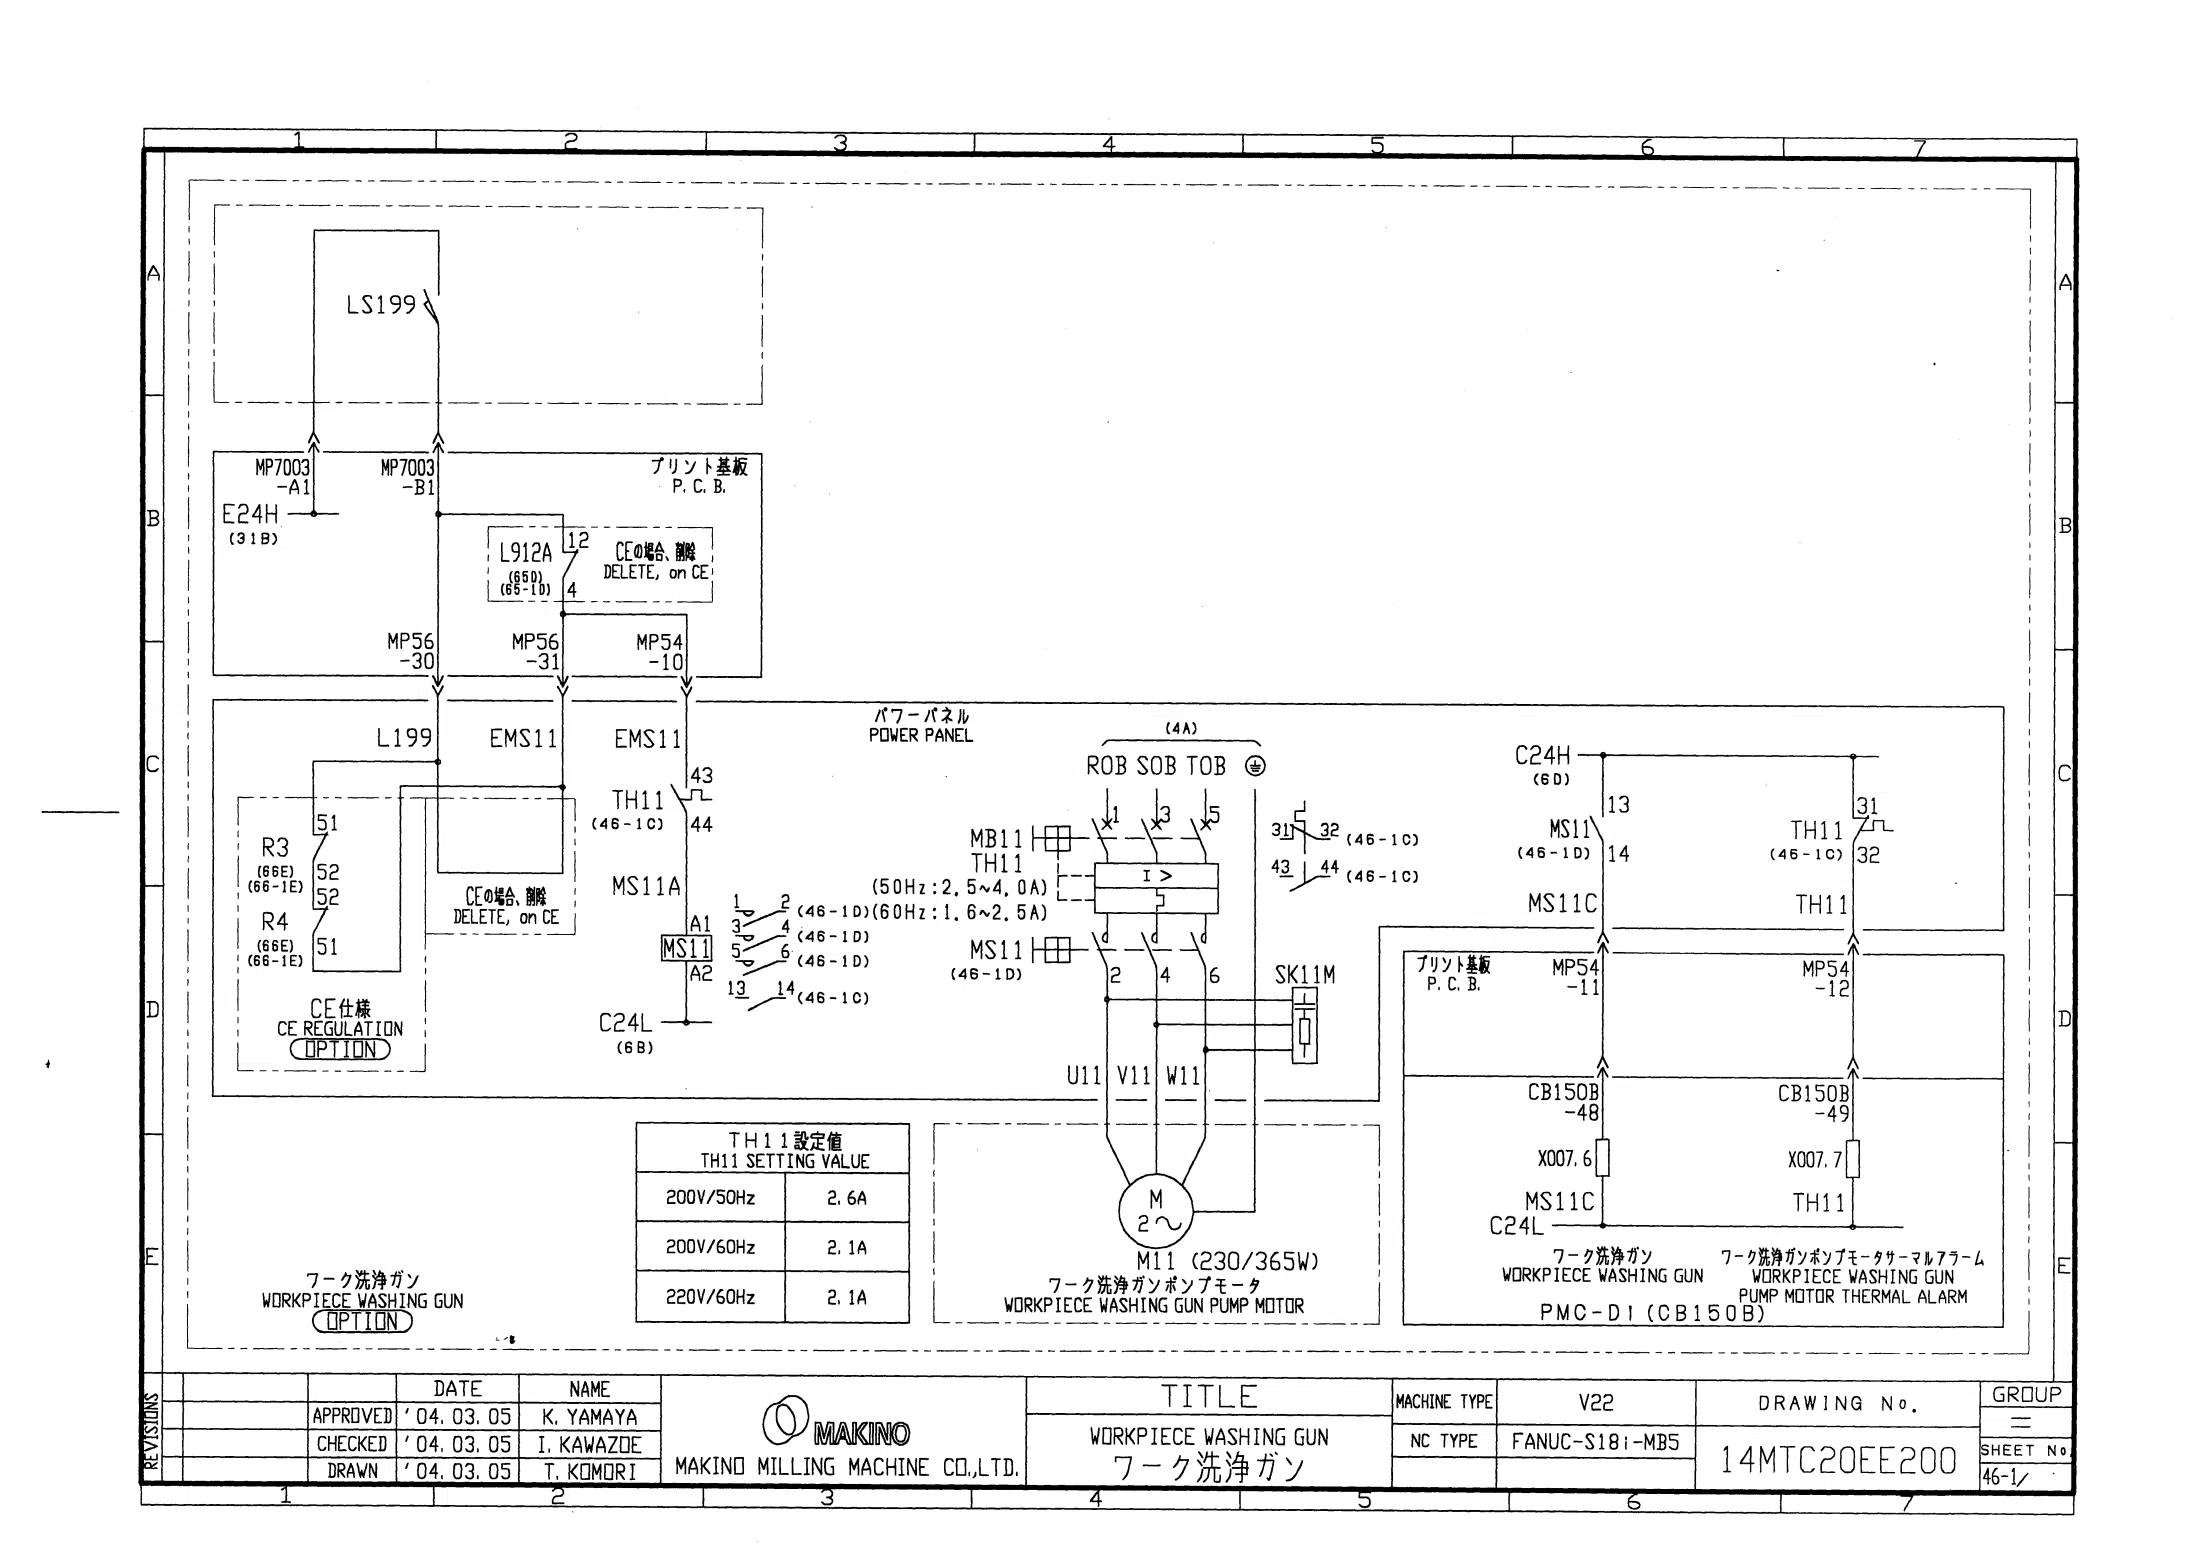 1 2 3 4 5 6 7
A
A
LS199
MP7003
-A1
MP7003
-B1
プリント基板
P.C.B.
E24H
(31B)
B
B
L912A
(65D)
(65-1D)
12
4
CEの場合、削除
DELETE, on CE
MP56
-30
MP56
-31
MP54
-10
パワーパネル
POWER PANEL
L199
EMS11
EMS11
C
C
TH11
(46-1C)
43
44
R3
(66E)
(66-1E)
51
52
R4
(66E)
(66-1E)
52
51
CEの場合、削除
DELETE, on CE
CE仕様
CE REGULATION
OPTION
MS11A
A1
MS11
A2
C24L
(6B)
1 2 (46-1D)
3 4 (46-1D)
5 6 (46-1D)
13 14 (46-1C)
(4A)
R0B S0B T0B
1 3 5
MB11
TH11
(50Hz:2.5~4.0A)
(60Hz:1.6~2.5A)
I >
MS11
(46-1D)
2 4 6
31 32 (46-1C)
43 44 (46-1C)
SK11M
U11 V11 W11
C24H
(6D)
MS11
(46-1D)
13
14
MS11C
TH11
(46-1C)
31
32
TH11
D
D
プリント基板
P.C.B.
MP54
-11
MP54
-12
CB150B
-48
CB150B
-49
X007.6
X007.7
MS11C
TH11
C24L
ワーク洗浄ガン
WORKPIECE WASHING GUN
ワーク洗浄ガンポンプモータサーマルアラーム
WORKPIECE WASHING GUN
PUMP MOTOR THERMAL ALARM
PMC-DI(CB150B)
TH11設定値
TH11 SETTING VALUE
200V/50Hz 2.6A
200V/60Hz 2.1A
220V/60Hz 2.1A
M
2~
M11 (230/365W)
ワーク洗浄ガンポンプモータ
WORKPIECE WASHING GUN PUMP MOTOR
E
E
ワーク洗浄ガン
WORKPIECE WASHING GUN
OPTION
REVISIONS
DATE NAME
APPROVED '04.03.05 K.YAMAYA
CHECKED '04.03.05 I.KAWAZOE
DRAWN '04.03.05 T.KOMORI
MAKINO
MAKINO MILLING MACHINE CO.,LTD.
TITLE
WORKPIECE WASHING GUN
ワーク洗浄ガン
MACHINE TYPE V22
NC TYPE FANUC-S18i-MB5
DRAWING No.
14MTC20EE200
GROUP
=
SHEET No.
46-1/
1 2 3 4 5 6 7